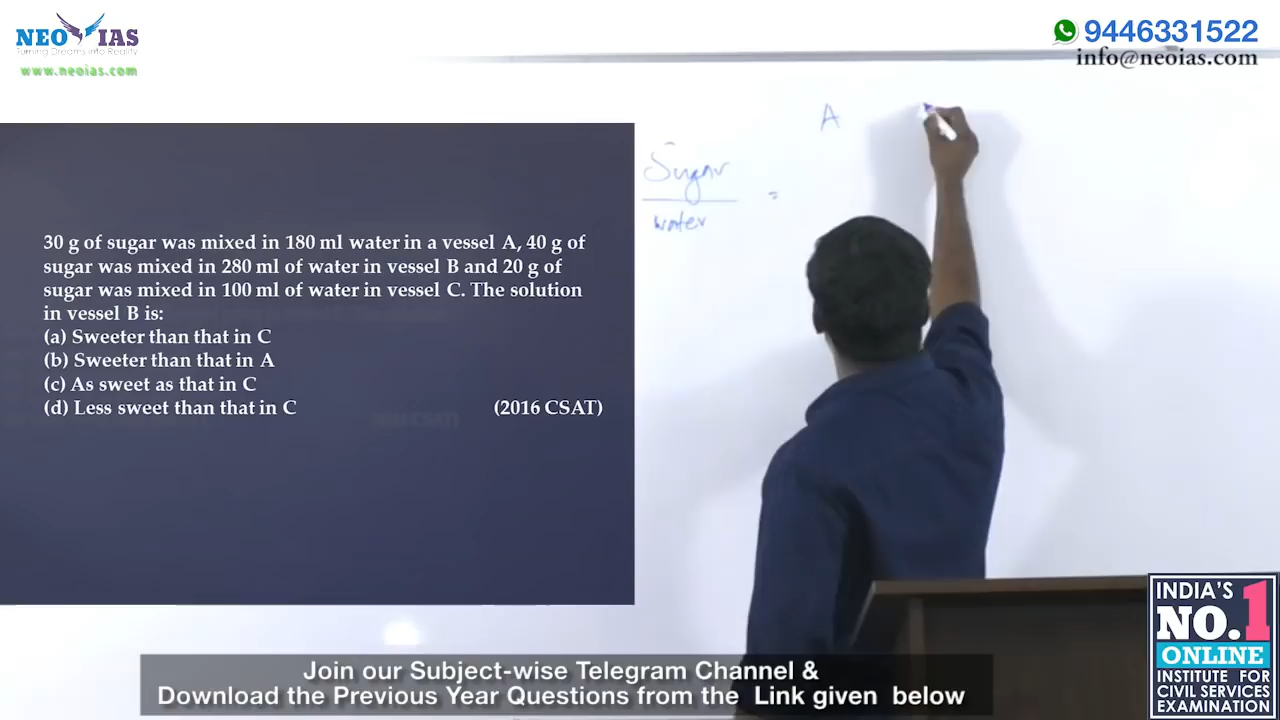 NEO IAS
Turning Dreams into Reality
www.neoias.com
9446331522
info@neoias.com
A
Sugar
water
=
30 g of sugar was mixed in 180 ml water in a vessel A, 40 g of
sugar was mixed in 280 ml of water in vessel B and 20 g of
sugar was mixed in 100 ml of water in vessel C. The solution
in vessel B is:
(a) Sweeter than that in C
(b) Sweeter than that in A
(c) As sweet as that in C
(d) Less sweet than that in C (2016 CSAT)
INDIA'S
NO.1
ONLINE
INSTITUTE FOR
CIVIL SERVICES
EXAMINATION
Join our Subject-wise Telegram Channel &
Download the Previous Year Questions from the Link given below